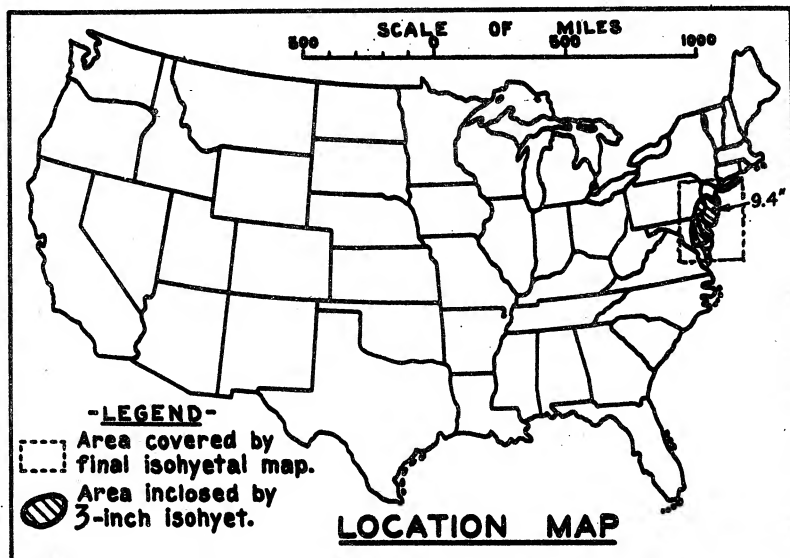 SCALE OF MILES
500 0 500 1000
9.4"
-LEGEND-
Area covered by
final isohyetal map.
Area inclosed by
3-inch isohyet.
LOCATION MAP